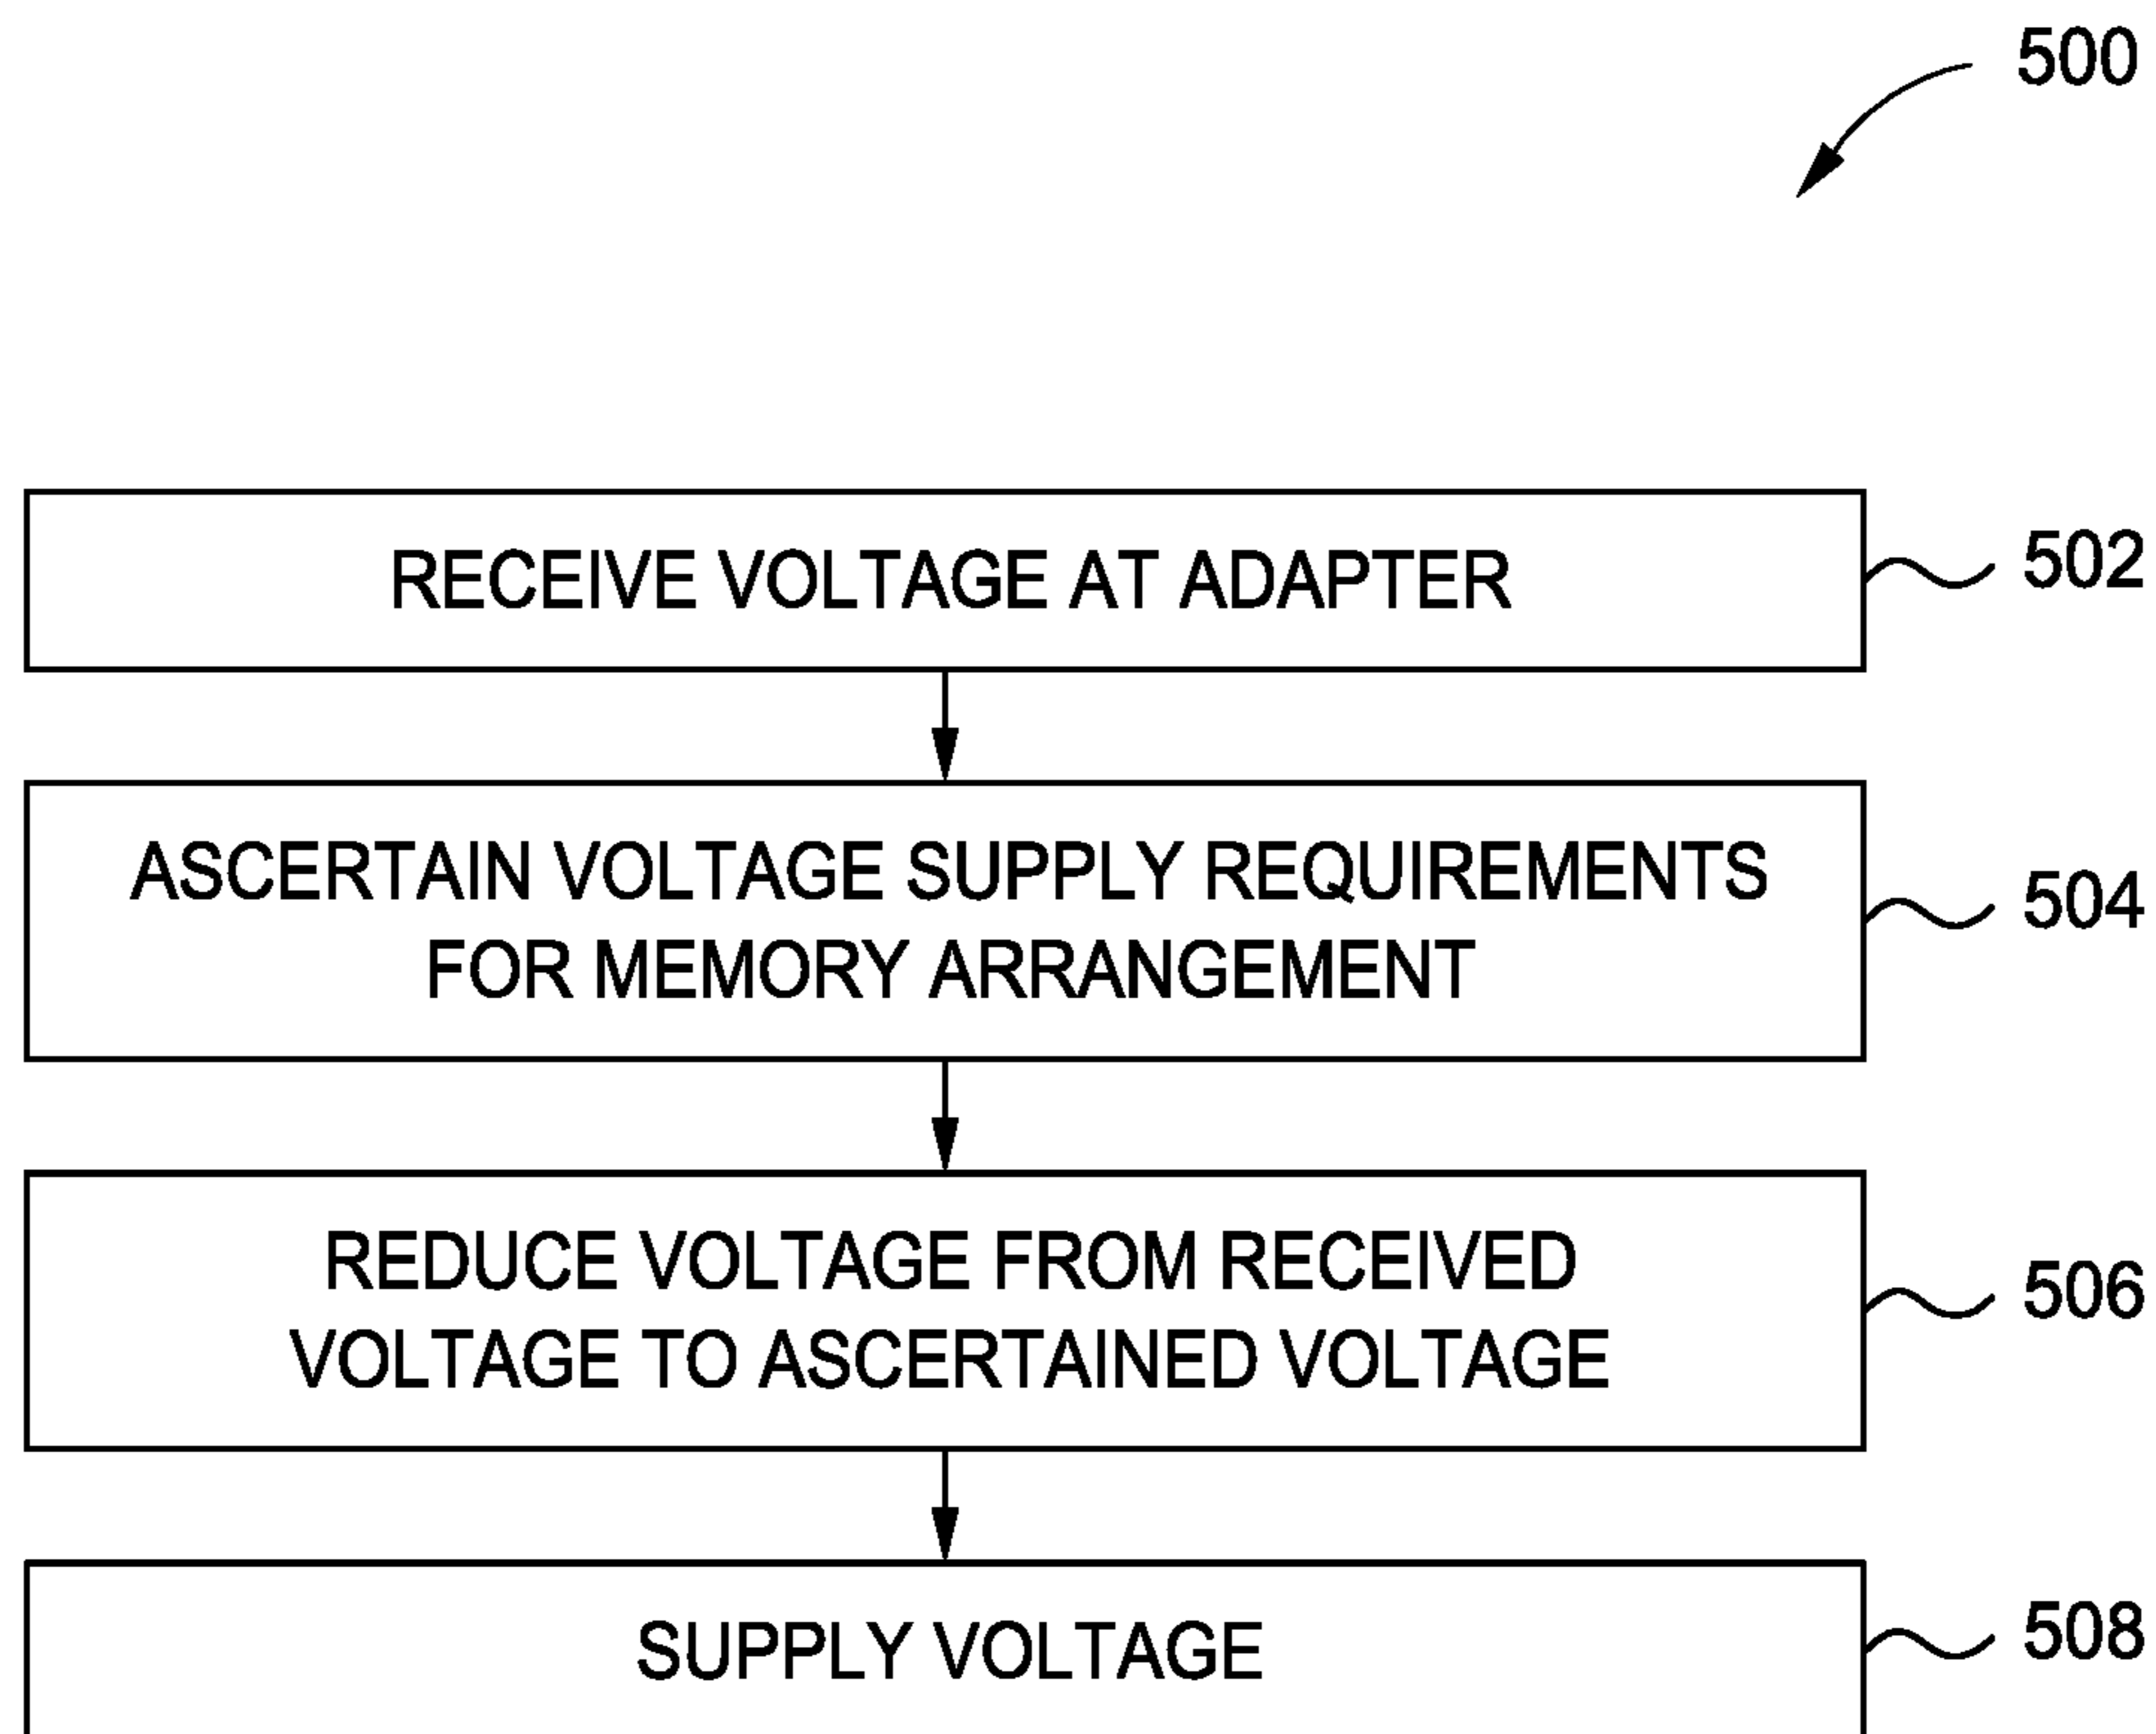 500
RECEIVE VOLTAGE AT ADAPTER
502
ASCERTAIN VOLTAGE SUPPLY REQUIREMENTS
FOR MEMORY ARRANGEMENT
504
REDUCE VOLTAGE FROM RECEIVED
VOLTAGE TO ASCERTAINED VOLTAGE
506
SUPPLY VOLTAGE
508